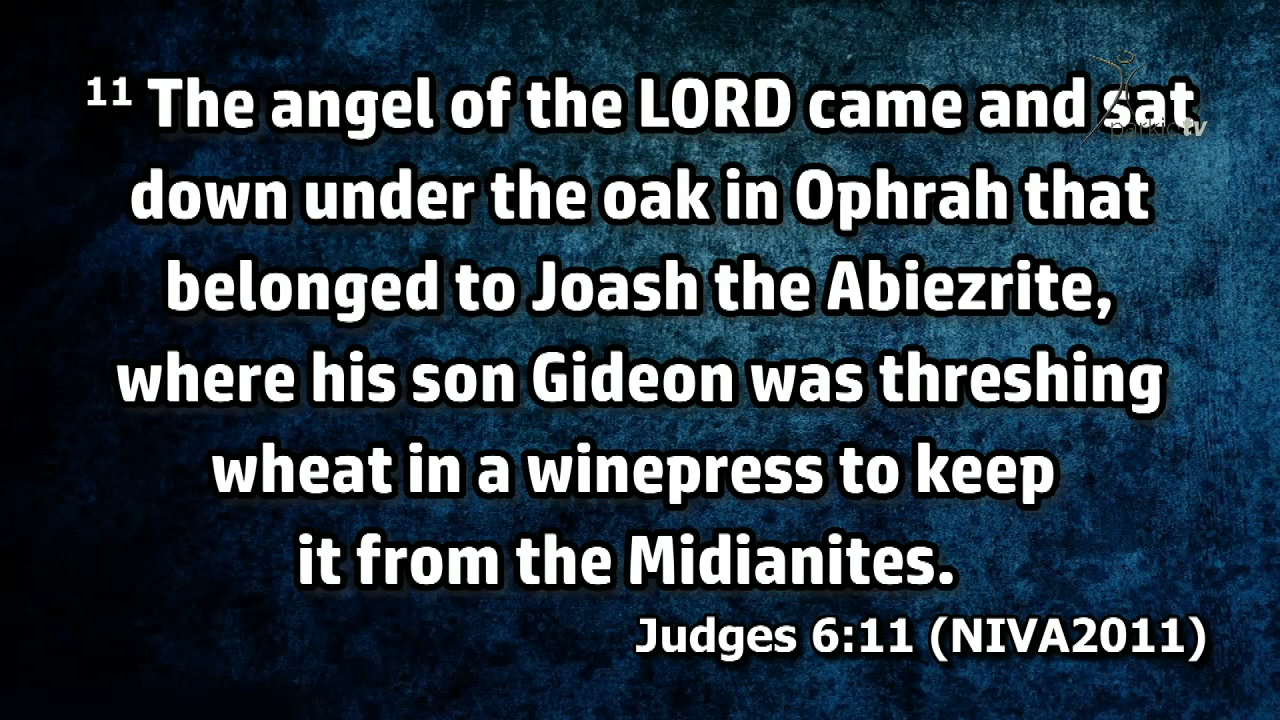 11 The angel of the LORD came and sat
down under the oak in Ophrah that
belonged to Joash the Abiezrite,
where his son Gideon was threshing
wheat in a winepress to keep
it from the Midianites.
Judges 6:11 (NIVA2011)
tv